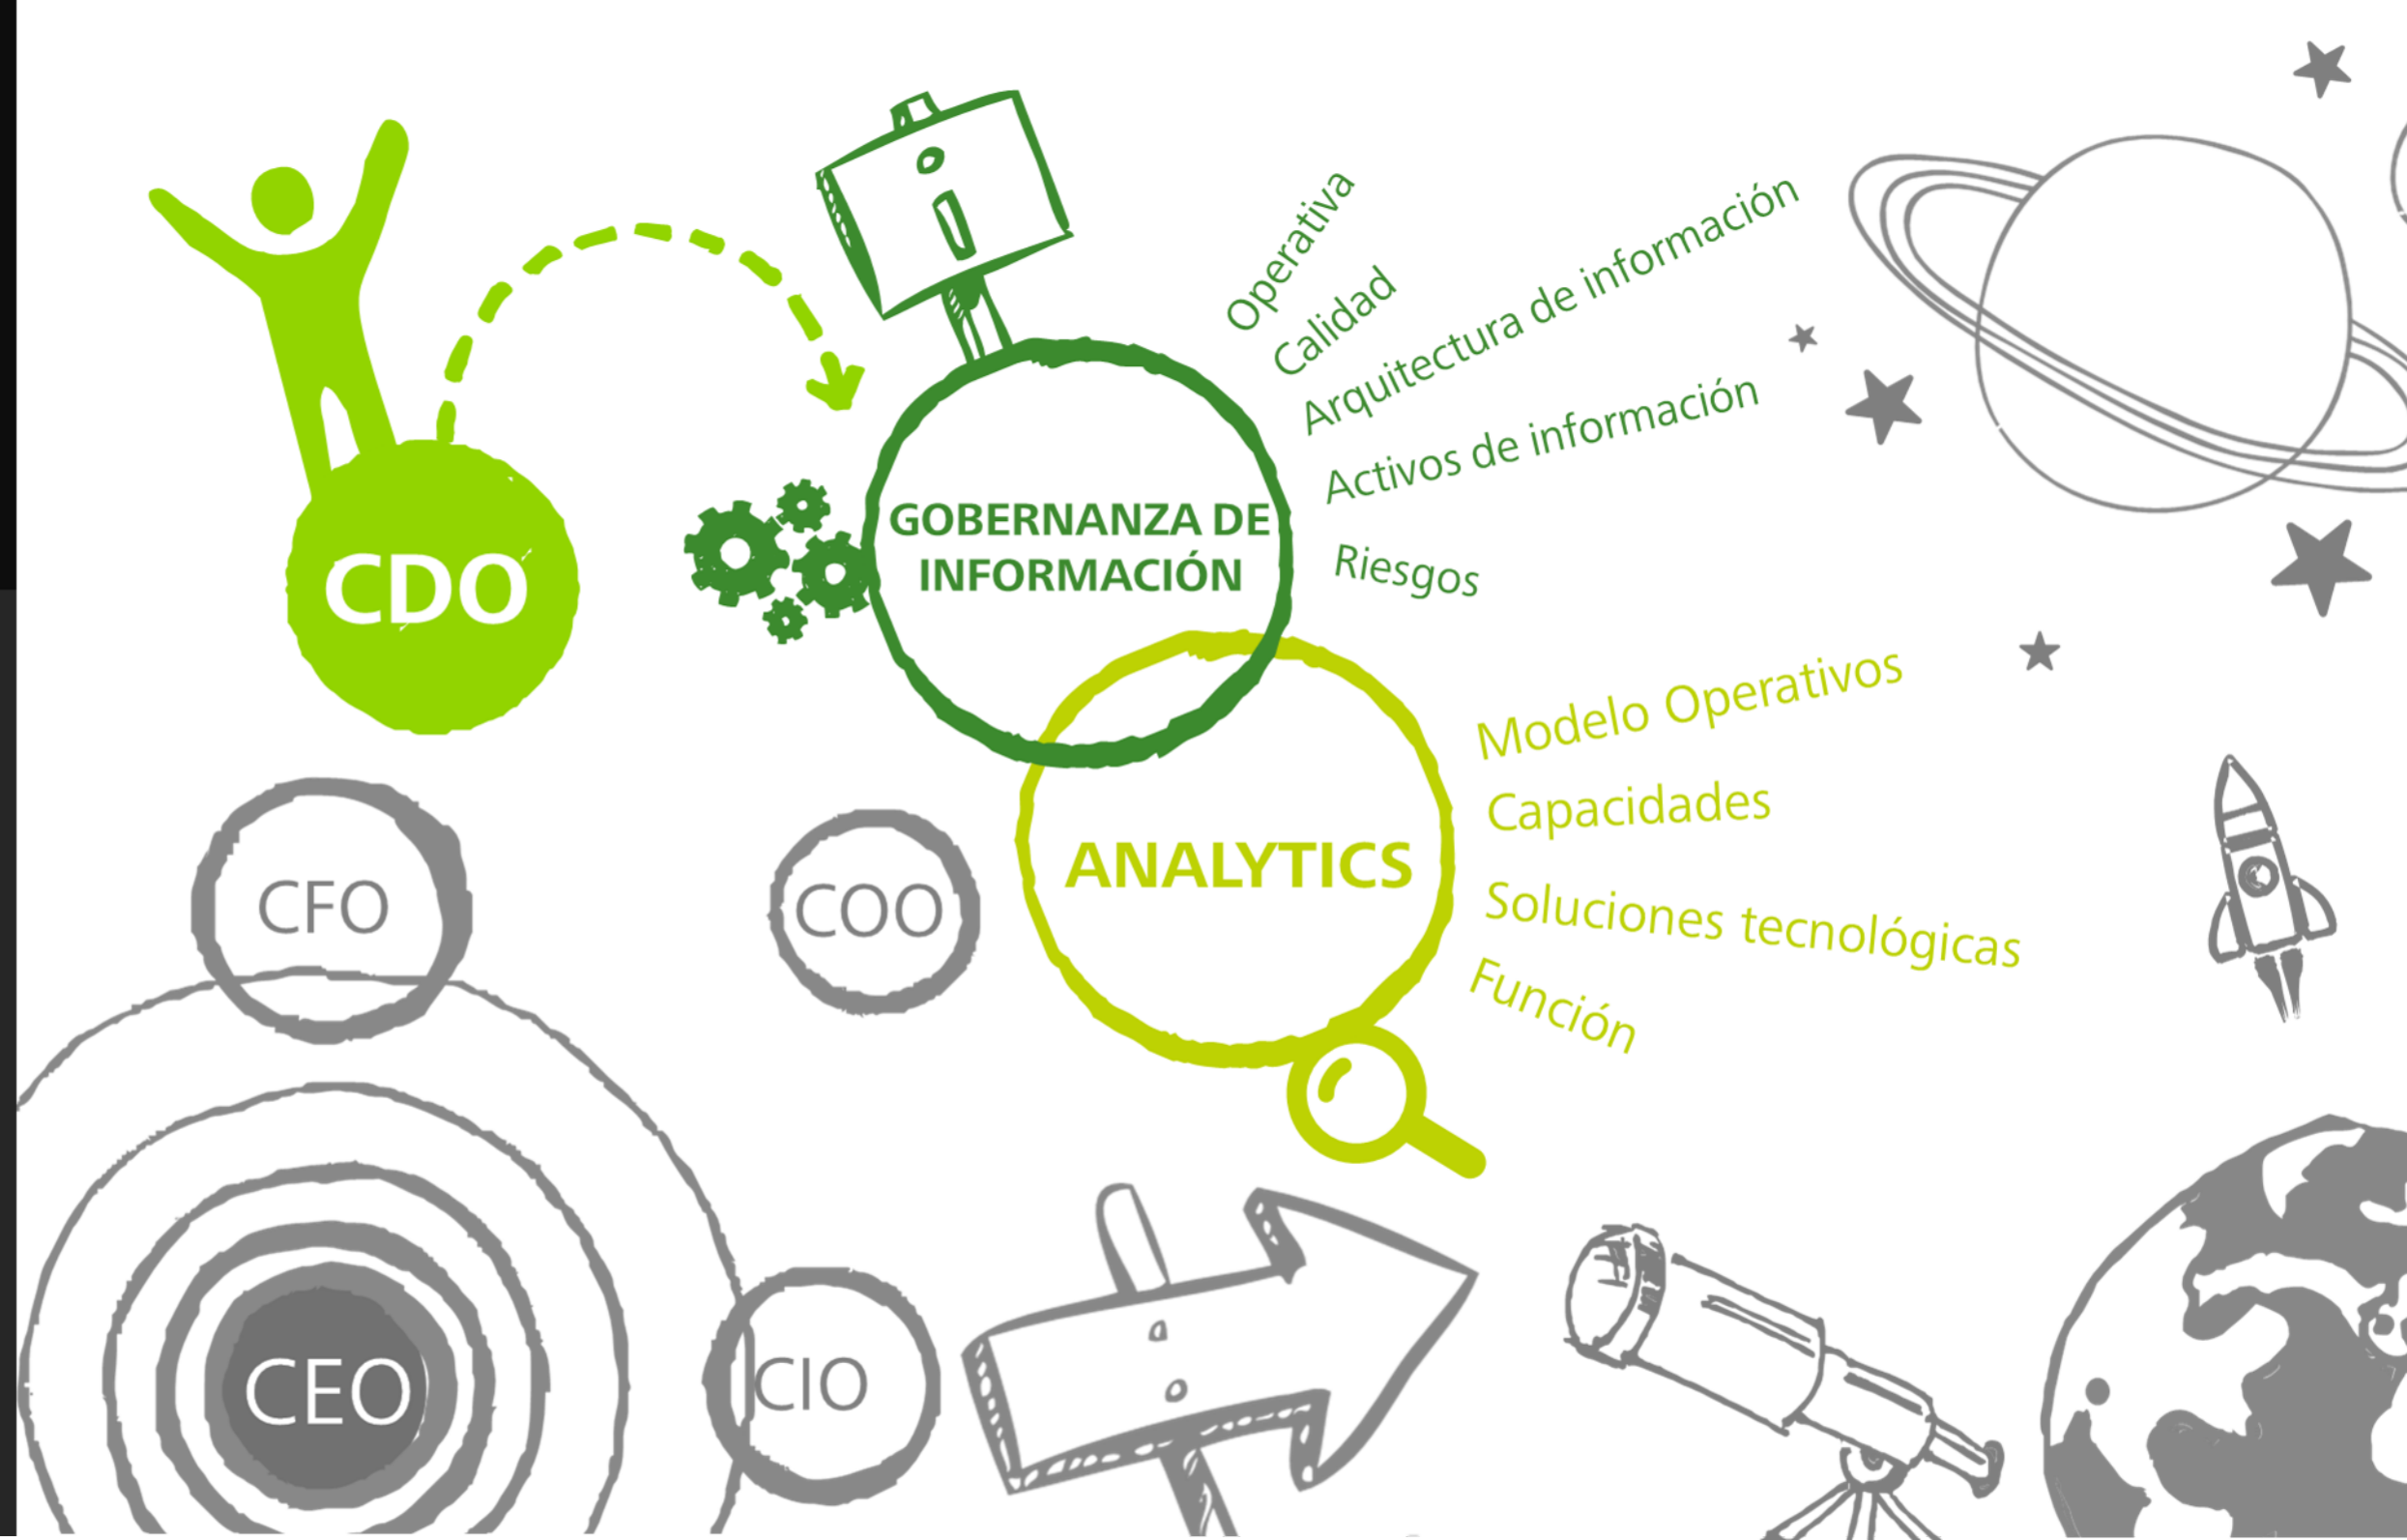 i
Operativa
Calidad
Arquitectura de información
Activos de información
Riesgos
GOBERNANZA DE
INFORMACIÓN
CDO
Modelo Operativos
Capacidades
Soluciones tecnológicas
Función
ANALYTICS
CFO
COO
CEO
CIO